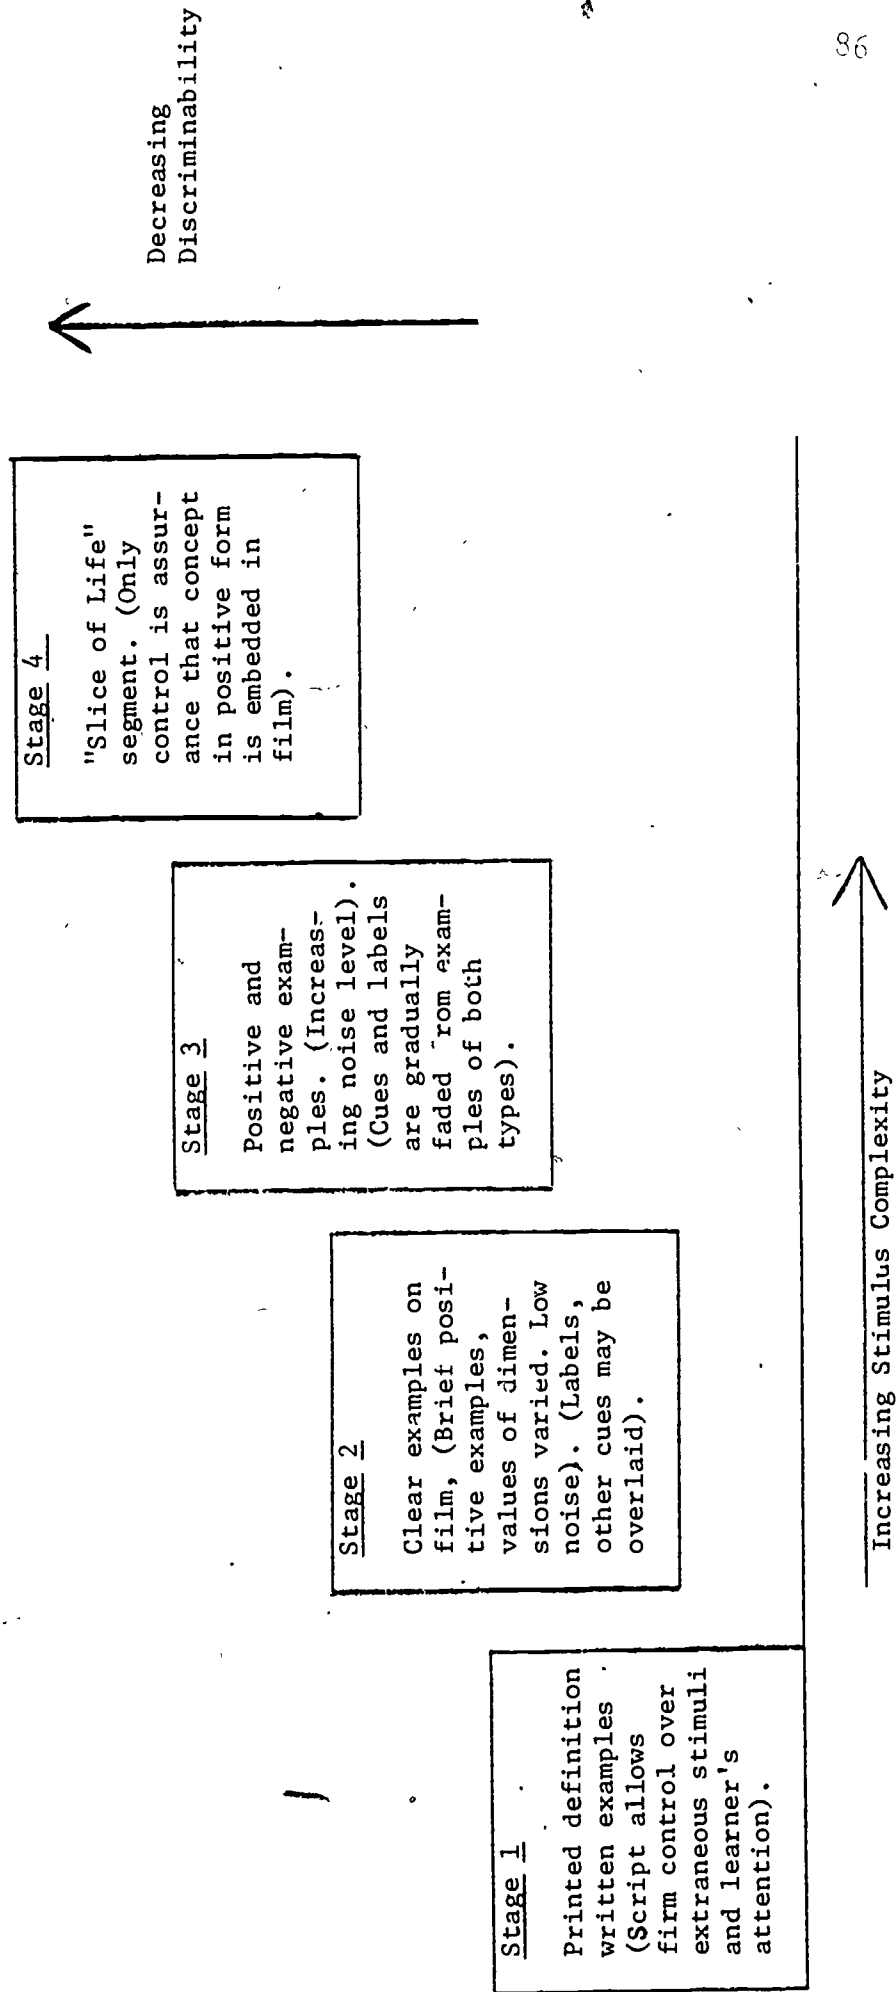 86
Decreasing
Discriminability
Stage 4
"Slice of Life"
segment. (Only
control is assur-
ance that concept
in positive form
is embedded in
film).
Stage 3
Positive and
negative exam-
ples. (Increas-
ing noise level).
(Cues and labels
are gradually
faded rom exam-
ples of both
types).
Stage 2
Clear examples on
film, (Brief posi-
tive examples,
values of dimen-
sions varied. Low
noise). (Labels,
other cues may be
overlaid).
Stage 1
Printed definition
written examples
(Script allows
firm control over
extraneous stimuli
and learner's
attention).
Increasing Stimulus Complexity